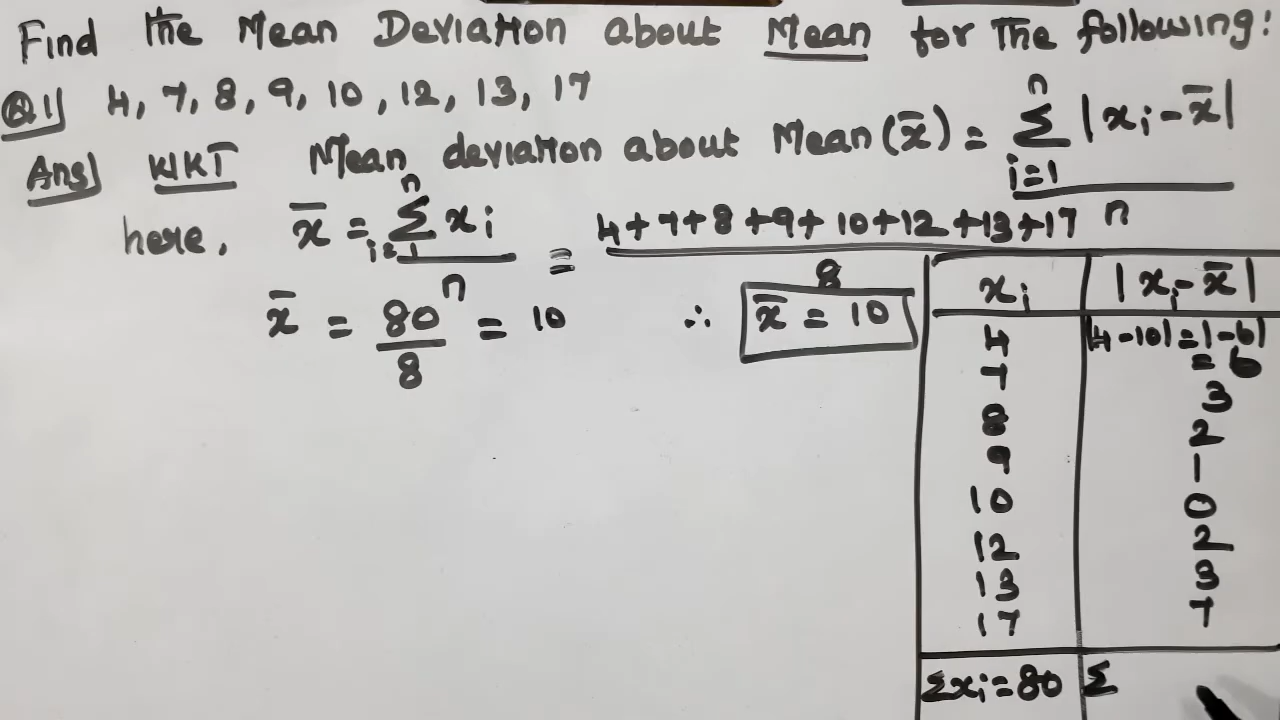 Find the Mean Deviation about Mean for The following:
Q.1) 4, 7, 8, 9, 10, 12, 13, 17
Ans) WKT Mean deviation about Mean (x̄) = Σ i=1 n |xi - x̄| / n
here, x̄ = Σ i=1 n xi / n = 4+7+8+9+10+12+13+17 / 8
x̄ = 80/8 = 10 ∴ x̄ = 10
xi |xi - x̄|
4 |4-10| = |-6|
= 6
7 3
8 2
9 1
10 0
12 2
13 3
17 7
Σxi = 80 Σ